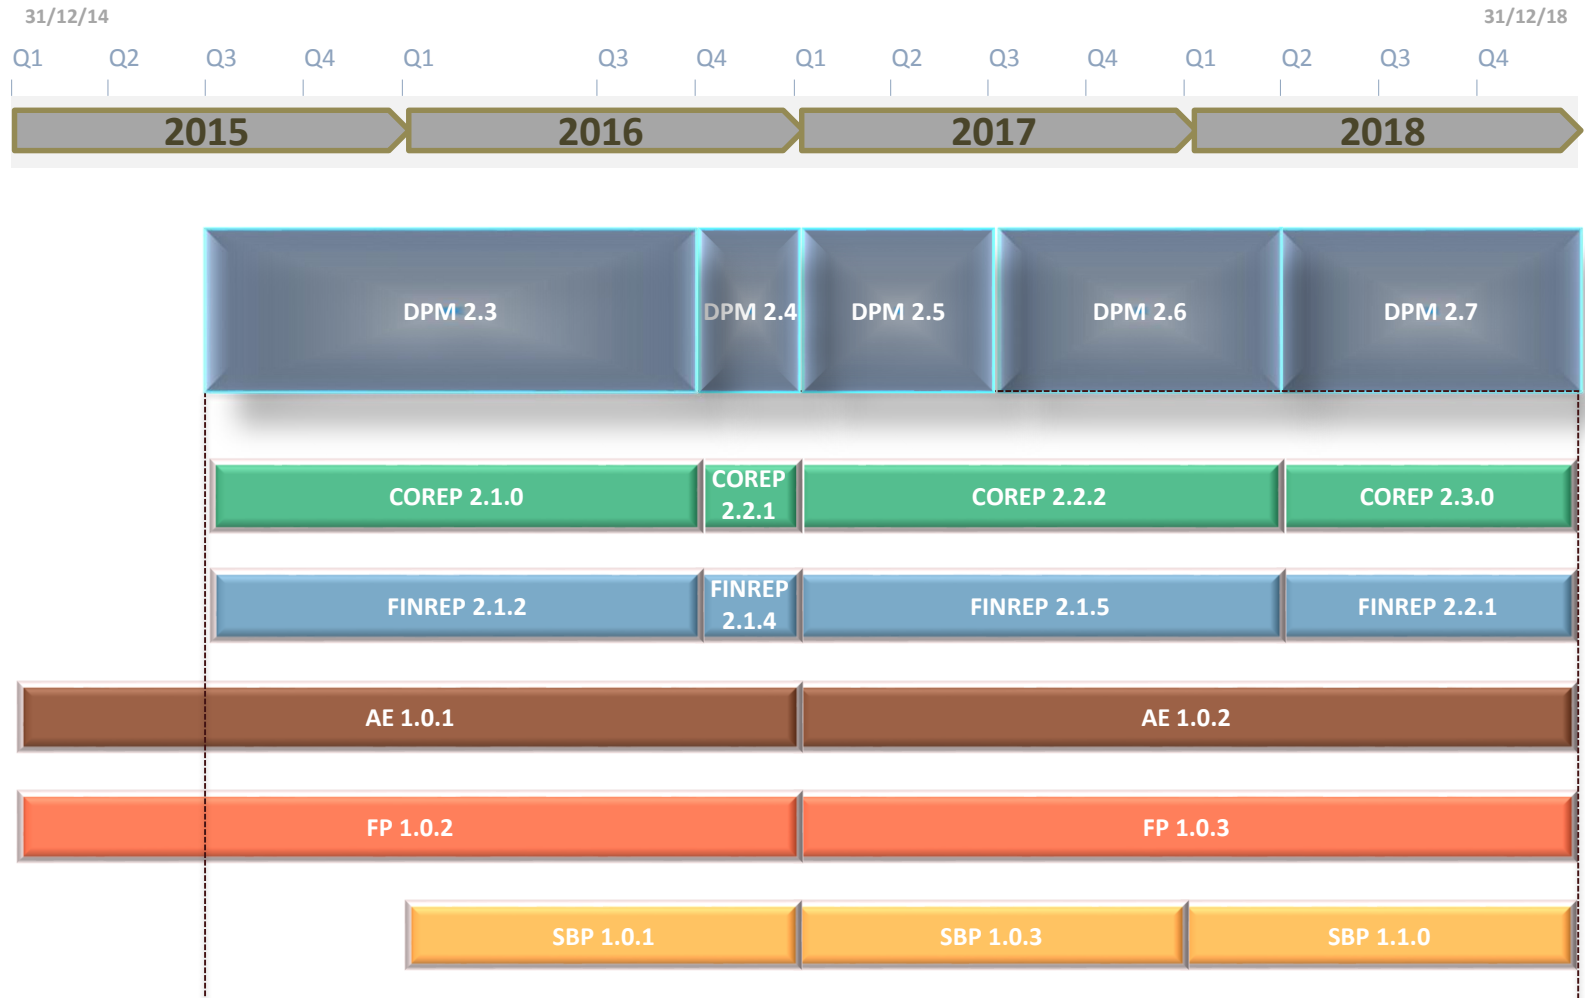 31/12/14 31/12/18
Q1 Q2 Q3 Q4 Q1 Q3 Q4 Q1 Q2 Q3 Q4 Q1 Q2 Q3 Q4
2015 2016 2017 2018
DPM 2.3 DPM 2.4 DPM 2.5 DPM 2.6 DPM 2.7
COREP 2.1.0 COREP 2.2.1 COREP 2.2.2 COREP 2.3.0
FINREP 2.1.2 FINREP 2.1.4 FINREP 2.1.5 FINREP 2.2.1
AE 1.0.1 AE 1.0.2
FP 1.0.2 FP 1.0.3
SBP 1.0.1 SBP 1.0.3 SBP 1.1.0